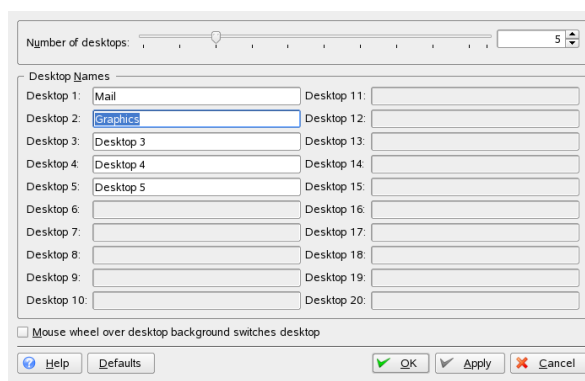 Number of desktops: 5
Desktop Names
Desktop 1: Mail Desktop 11:
Desktop 2: Graphics Desktop 12:
Desktop 3: Desktop 3 Desktop 13:
Desktop 4: Desktop 4 Desktop 14:
Desktop 5: Desktop 5 Desktop 15:
Desktop 6: Desktop 16:
Desktop 7: Desktop 17:
Desktop 8: Desktop 18:
Desktop 9: Desktop 19:
Desktop 10: Desktop 20:
Mouse wheel over desktop background switches desktop
Help Defaults OK Apply Cancel